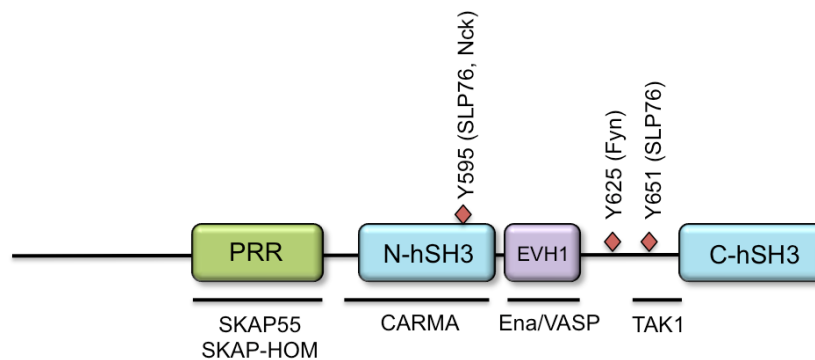 Y595 (SLP76, Nck)
Y625 (Fyn)
Y651 (SLP76)
PRR
N-hSH3
EVH1
C-hSH3
SKAP55
SKAP-HOM
CARMA
Ena/VASP
TAK1